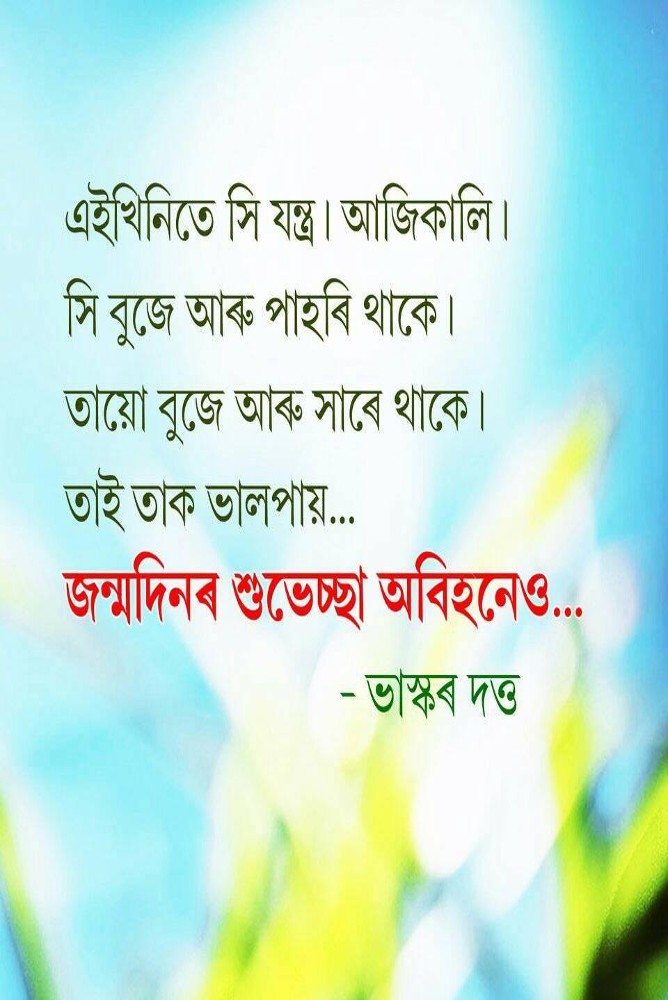 এইখিনিতে সি যন্ত্ৰ। আজিকালি।
সি বুজে আৰু পাহৰি থাকে।
তায়ো বুজে আৰু সাৰে থাকে।
তাই তাক ভালপায়...
জন্মদিনৰ শুভেচ্ছা অবিহনেও...
- ভাস্কৰ দত্ত